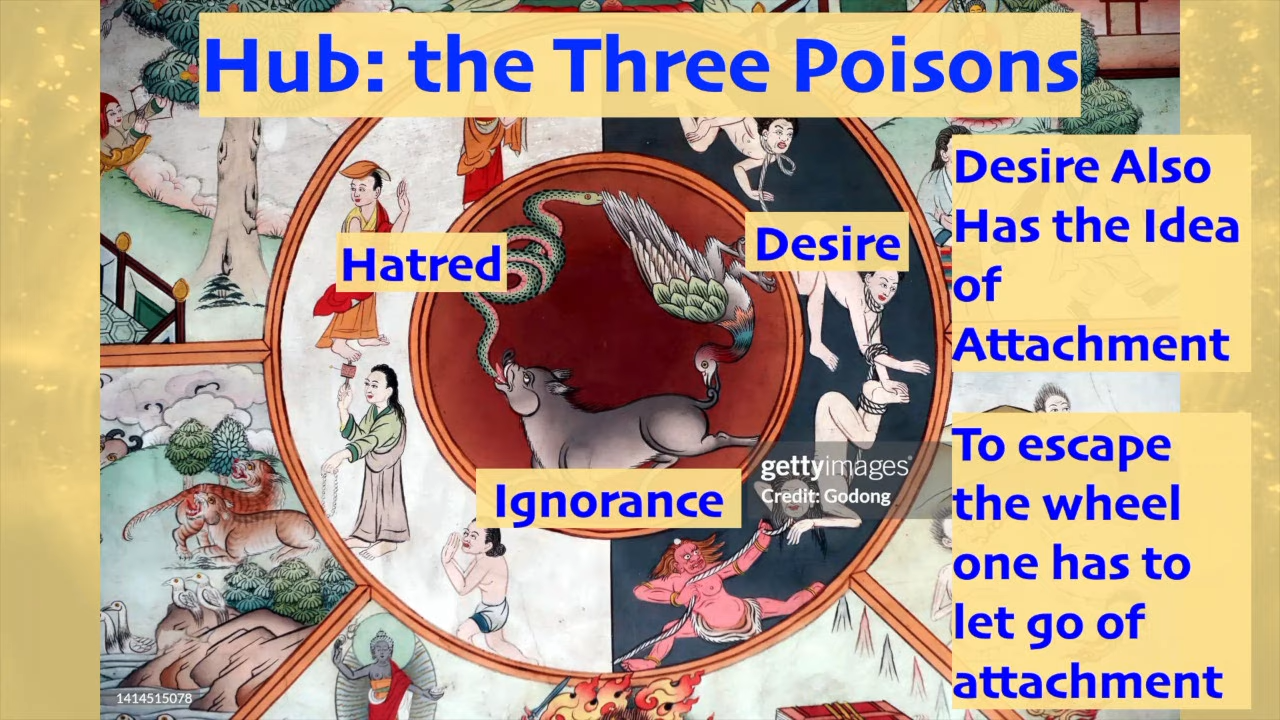 Hub: the Three Poisons
Desire Also
Has the Idea
of
Attachment
Desire
Hatred
To escape
the wheel
one has to
let go of
attachment
gettyimages®
Credit: Godong
Ignorance
1414515078